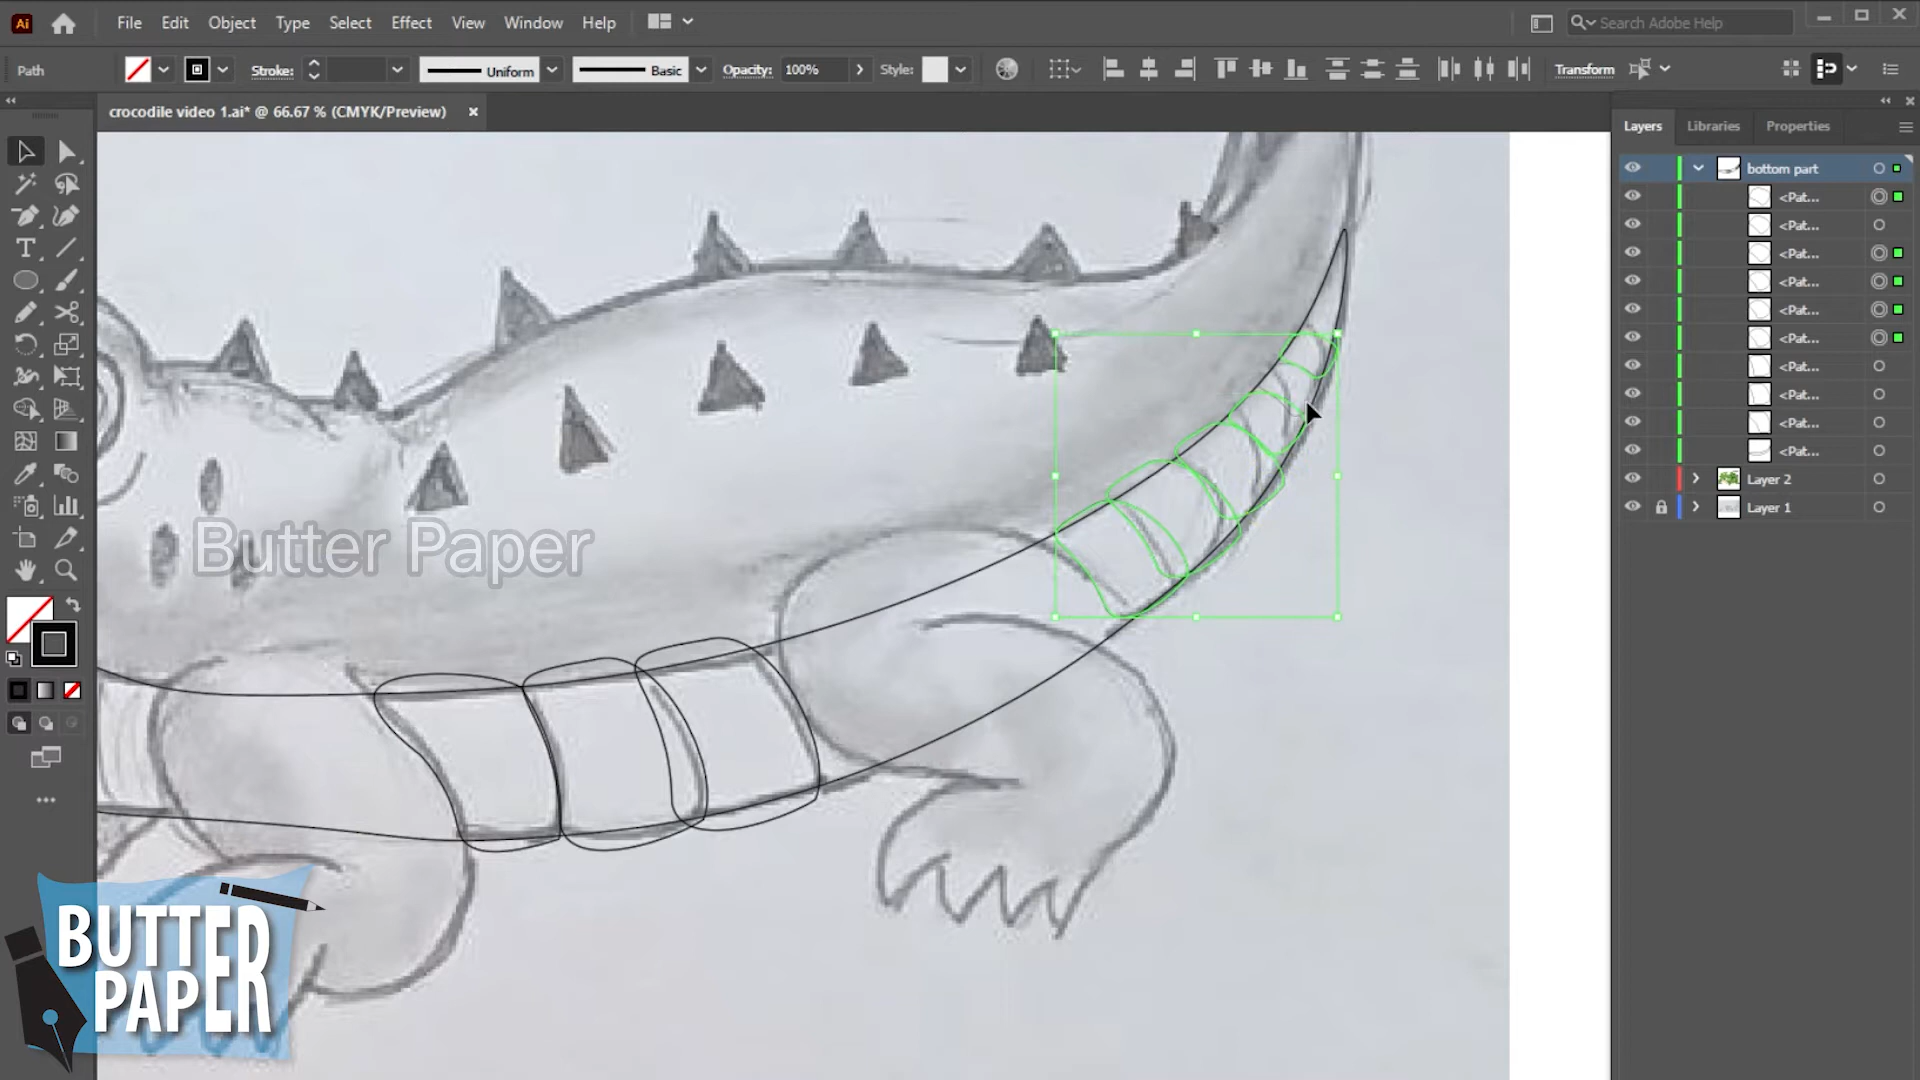 Ai File Edit Object Type Select Effect View Window Help Search Adobe Help
Path Stroke: Uniform Basic Opacity: 100% Style: Transform
crocodile video 1.ai* @ 66.67 % (CMYK/Preview) ×
Layers Libraries Properties
bottom part
<Pat...
<Pat...
<Pat...
<Pat...
<Pat...
<Pat...
<Pat...
<Pat...
<Pat...
<Pat...
Layer 2
Layer 1
Butter Paper
BUTTER
PAPER